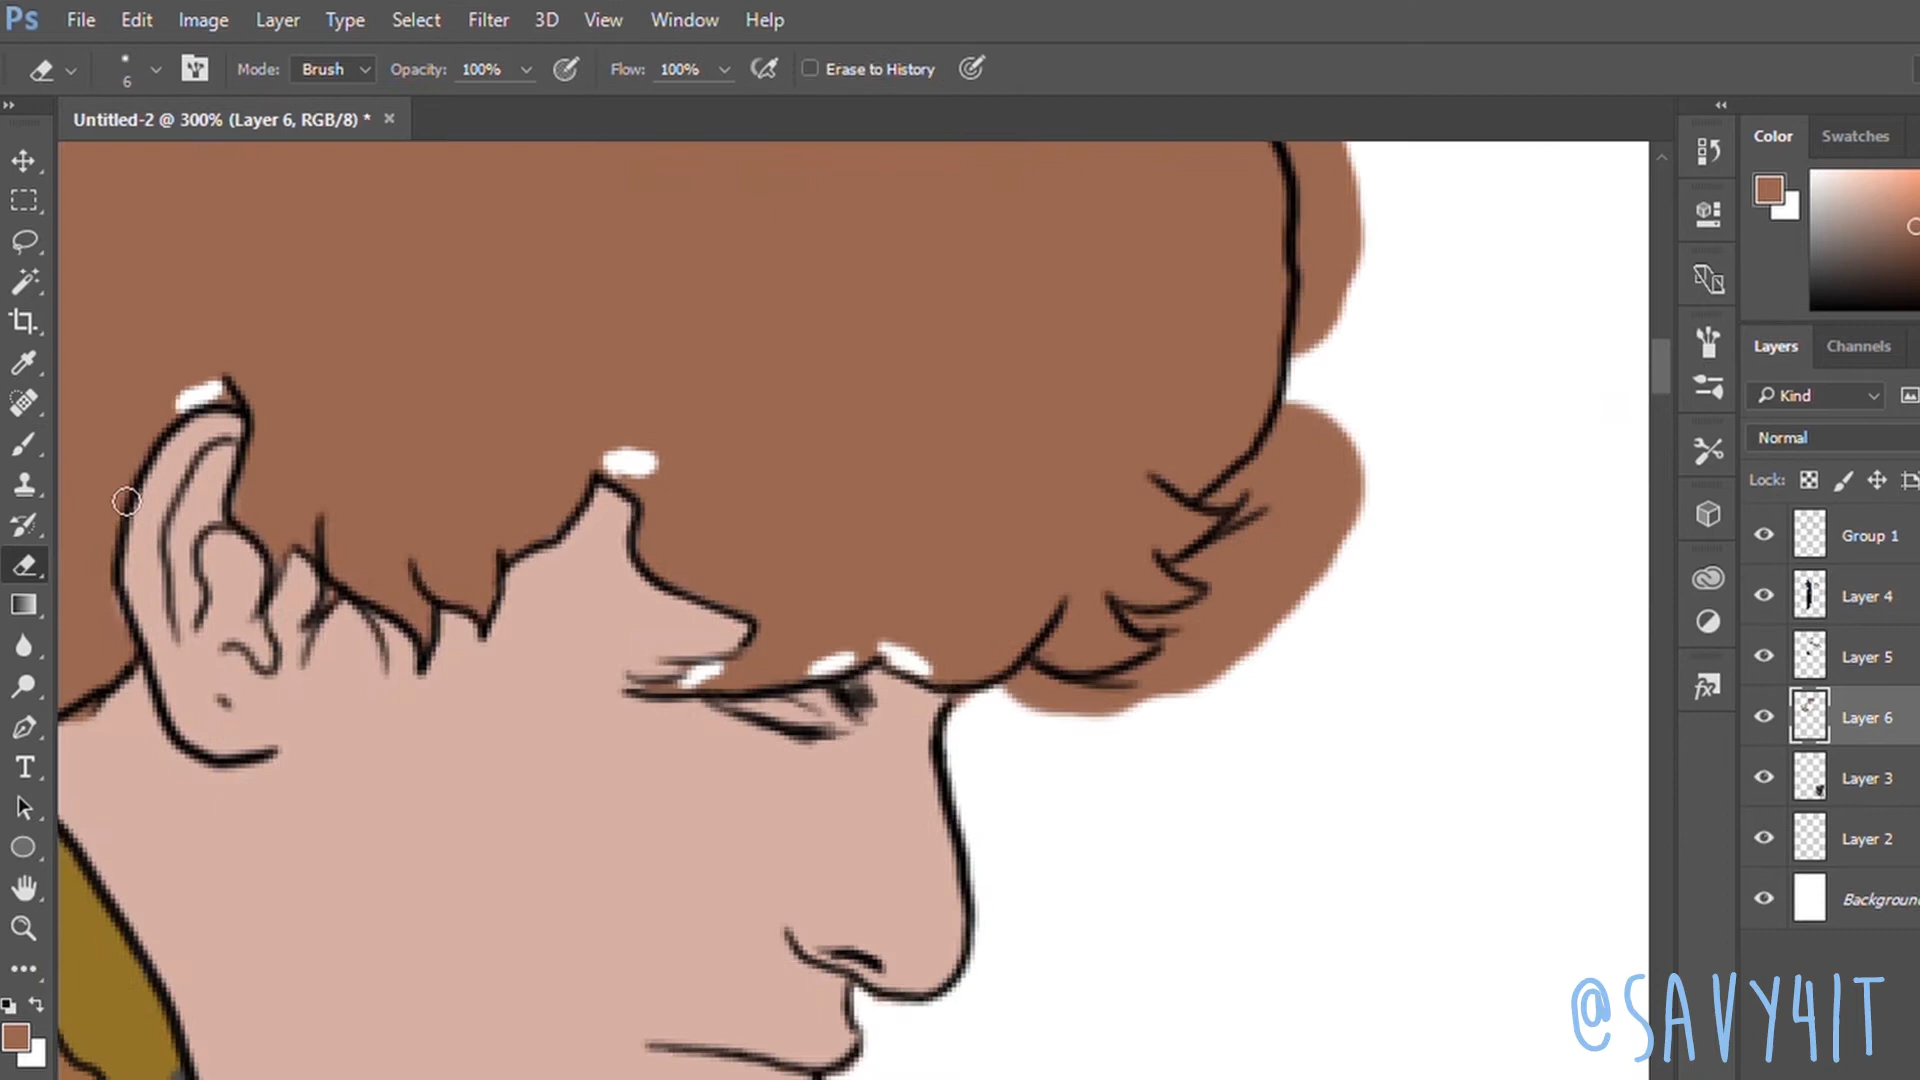 Ps File Edit Image Layer Type Select Filter 3D View Window Help
6 Mode: Brush Opacity: 100% Flow: 100% Erase to History
Untitled-2 @ 300% (Layer 6, RGB/8) *
Color Swatches
Layers Channels
Kind
Normal
Lock:
Group 1
Layer 4
Layer 5
Layer 6
Layer 3
Layer 2
Background
T
fx
@SAVY4IT